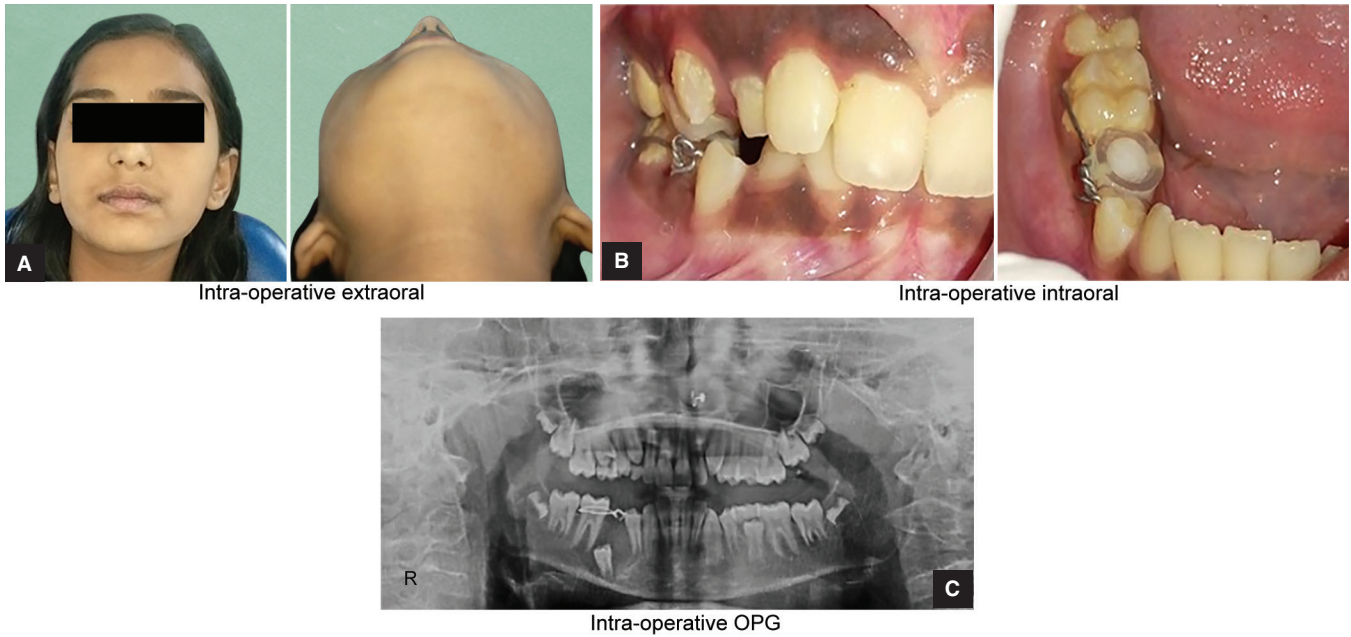 A
Intra-operative extraoral
B
Intra-operative intraoral
R
C
Intra-operative OPG